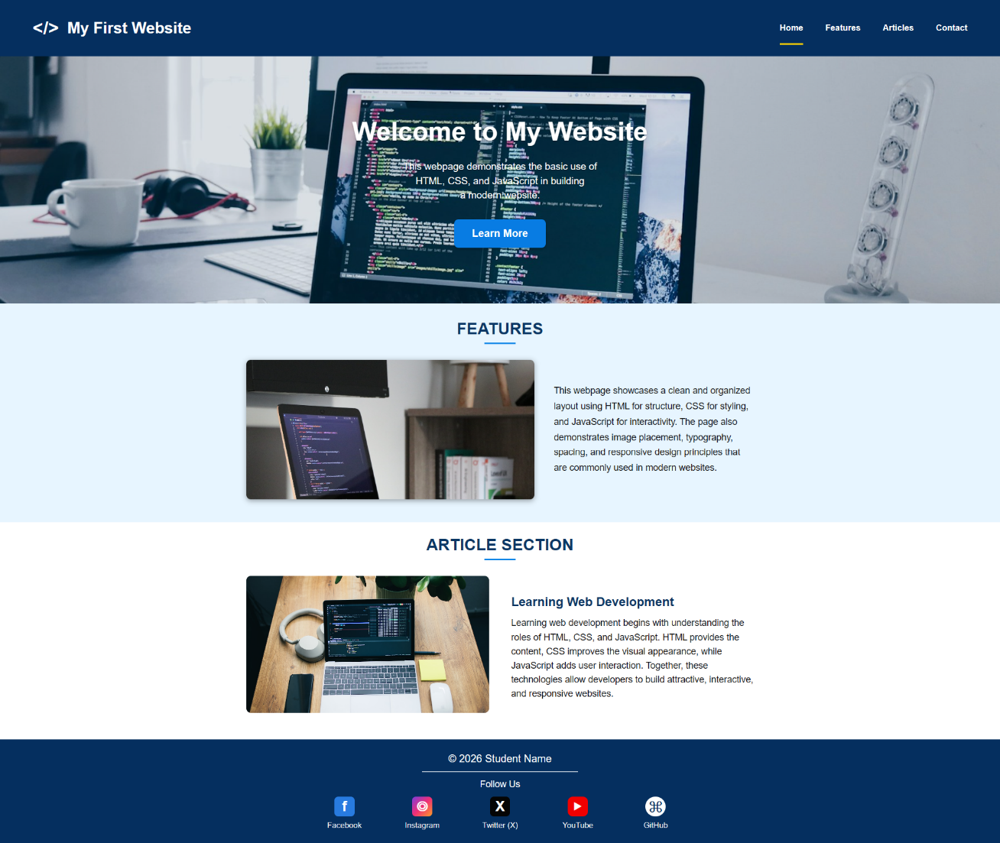 </> My First Website
Home Features Articles Contact
Welcome to My Website
This webpage demonstrates the basic use of
HTML, CSS, and JavaScript in building
a modern website.
Learn More
FEATURES
This webpage showcases a clean and organized
layout using HTML for structure, CSS for styling,
and JavaScript for interactivity. The page also
demonstrates image placement, typography,
spacing, and responsive design principles that
are commonly used in modern websites.
ARTICLE SECTION
Learning Web Development
Learning web development begins with understanding the
roles of HTML, CSS, and JavaScript. HTML provides the
content, CSS improves the visual appearance, while
JavaScript adds user interaction. Together, these
technologies allow developers to build attractive, interactive,
and responsive websites.
© 2026 Student Name
Follow Us
f
X
Facebook Instagram Twitter (X) YouTube GitHub